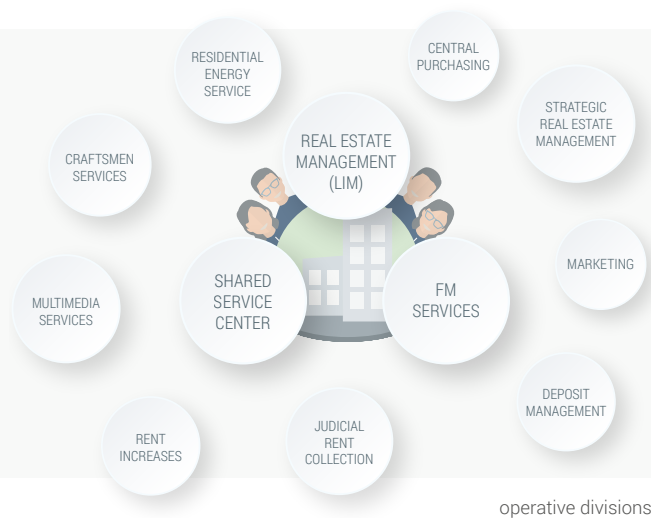 RESIDENTIAL
ENERGY
SERVICE
CENTRAL
PURCHASING
STRATEGIC
REAL ESTATE
MANAGEMENT
REAL ESTATE
MANAGEMENT
(LIM)
CRAFTSMEN
SERVICES
MARKETING
SHARED
SERVICE
CENTER
FM
SERVICES
MULTIMEDIA
SERVICES
DEPOSIT
MANAGEMENT
RENT
INCREASES
JUDICIAL
RENT
COLLECTION
operative divisions